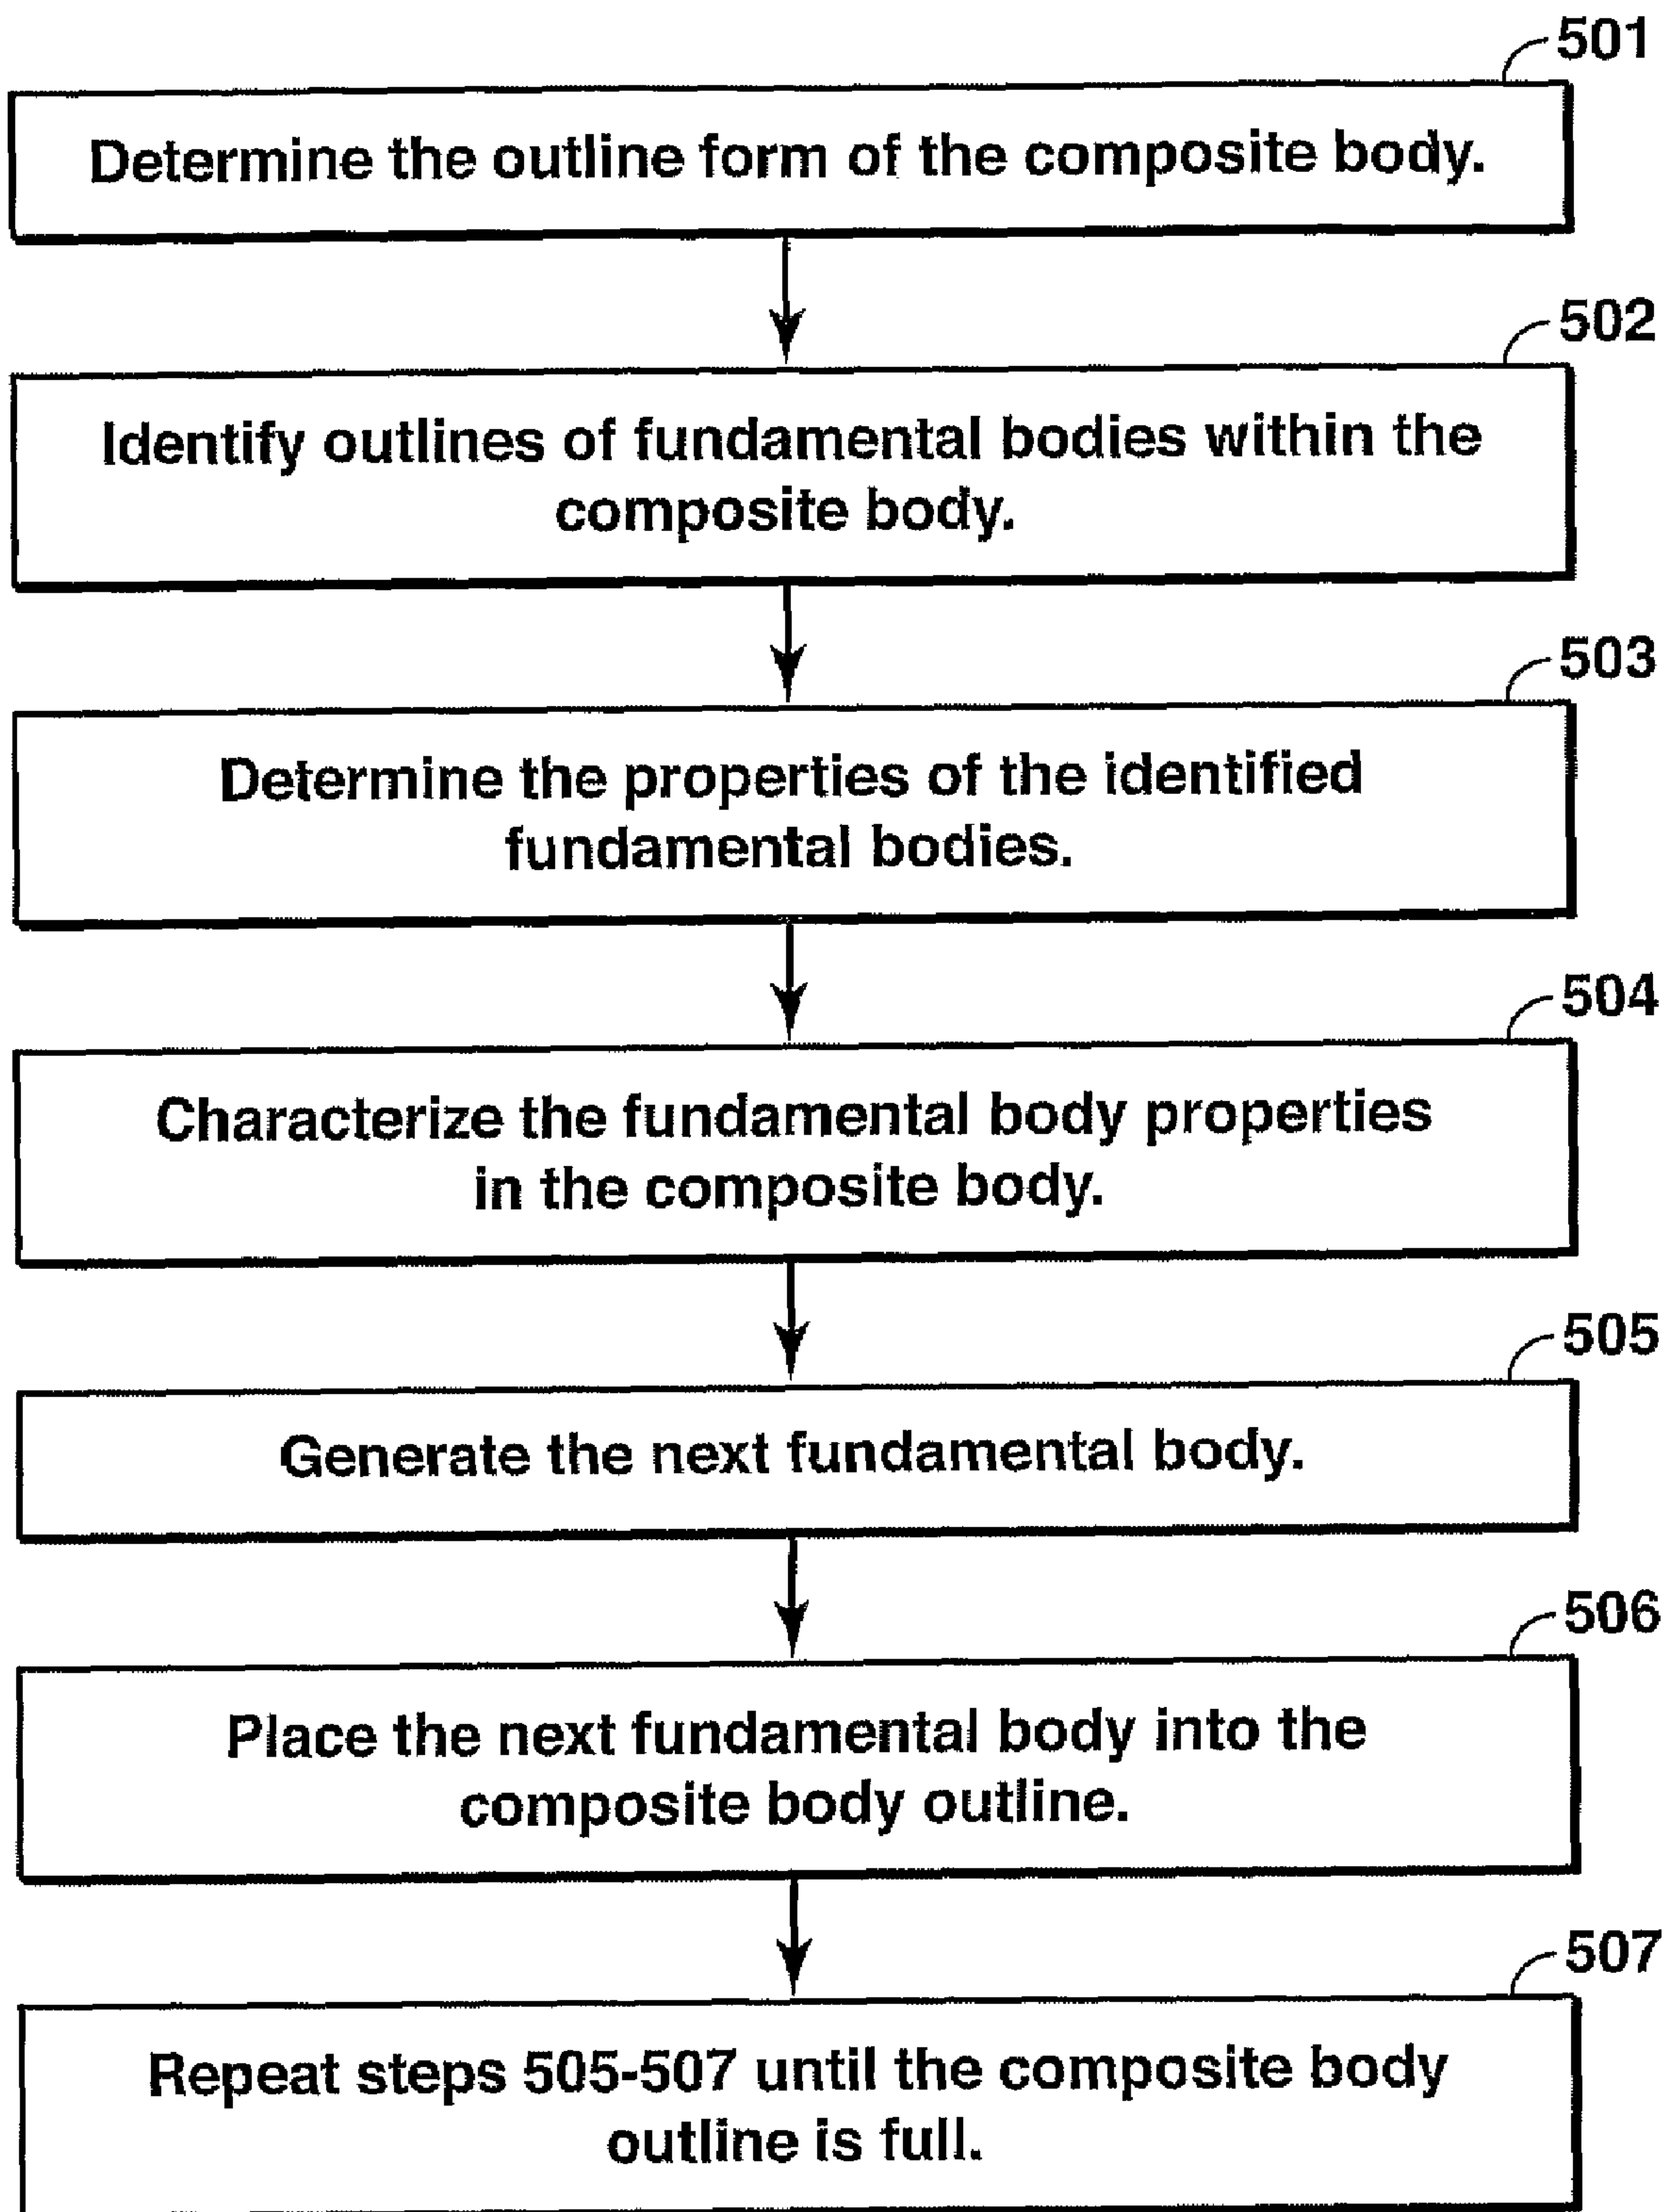 501
Determine the outline form of the composite body.
502
Identify outlines of fundamental bodies within the
composite body.
503
Determine the properties of the identified
fundamental bodies.
504
Characterize the fundamental body properties
in the composite body.
505
Generate the next fundamental body.
506
Place the next fundamental body into the
composite body outline.
507
Repeat steps 505-507 until the composite body
outline is full.